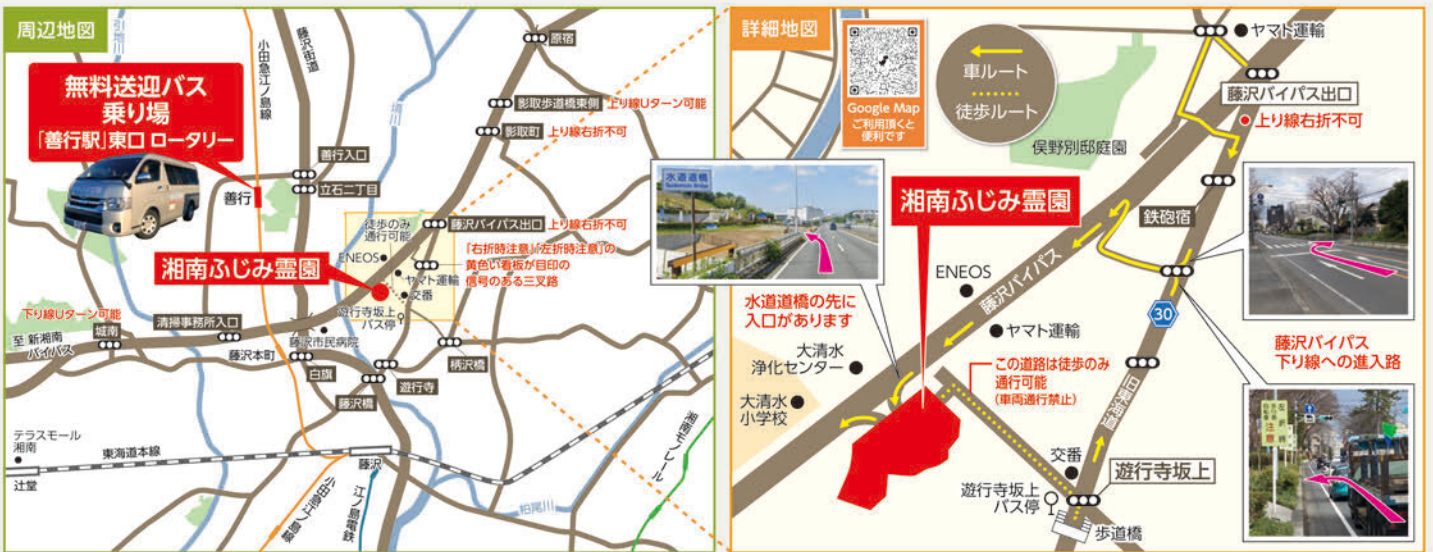 周辺地図
無料送迎バス
乗り場
「善行駅」東口 ロータリー
引地川
小田急江ノ島線
藤沢街道
境川
原宿
影取歩道橋東側
上り線Uターン可能
影取町
上り線右折不可
善行入口
立石二丁目
善行
徒歩のみ
通行可能
藤沢バイパス出口
上り線右折不可
「右折時注意」「左折時注意」の
黄色い看板が目印の
信号のある三叉路
ENEOS
ヤマト運輸
交番
湘南ふじみ霊園
遊行寺坂上
バス停
下り線Uターン可能
城南
清掃事務所入口
至 新湘南
バイパス
藤沢本町
藤沢市民病院
白旗
柄沢橋
遊行寺
藤沢橋
テラスモール
湘南
辻堂
東海道本線
藤沢
小田急江ノ島線
江ノ島電鉄
柏尾川
湘南モノレール
詳細地図
Google Map
ご利用頂くと
便利です
車ルート
徒歩ルート
ヤマト運輸
藤沢バイパス出口
上り線右折不可
俣野別邸庭園
水道道橋
湘南ふじみ霊園
鉄砲宿
ENEOS
藤沢バイパス
水道道橋の先に
入口があります
ヤマト運輸
30
藤沢バイパス
下り線への進入路
大清水
浄化センター
この道路は徒歩のみ
通行可能
(車両通行禁止)
大清水
小学校
旧東海道
左折時
注意
交番
遊行寺坂上
遊行寺坂上
バス停
歩道橋